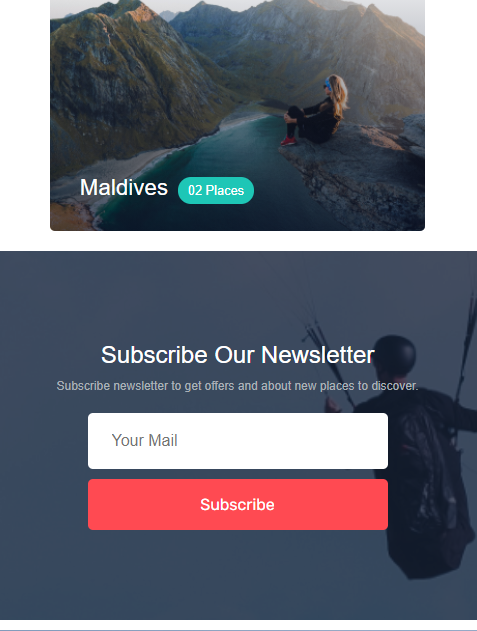 Maldives 02 Places
Subscribe Our Newsletter
Subscribe newsletter to get offers and about new places to discover.
Your Mail
Subscribe